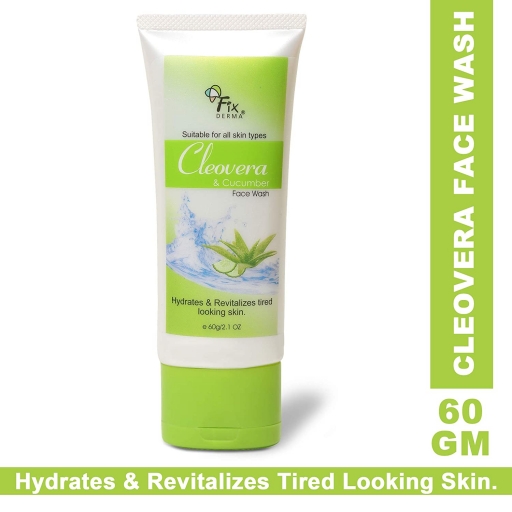 Fix®
DERMA
Suitable for all skin types
Cleovera
& Cucumber
Face Wash
Hydrates & Revitalizes tired
looking skin.
e 60g/2.1 OZ
CLEOVERA FACE WASH
60
GM
Hydrates & Revitalizes Tired Looking Skin.